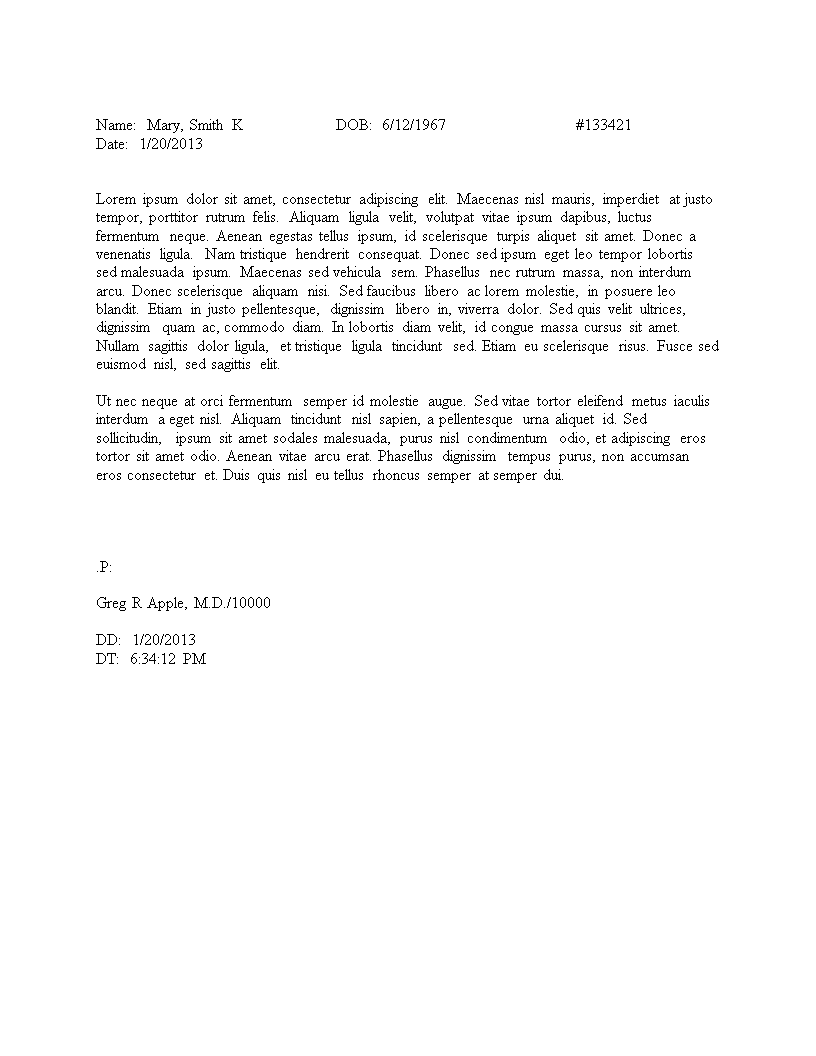 Name: Mary, Smith K DOB: 6/12/1967 #133421
Date: 1/20/2013
Lorem ipsum dolor sit amet, consectetur adipiscing elit. Maecenas nisl mauris, imperdiet at justo
tempor, porttitor rutrum felis. Aliquam ligula velit, volutpat vitae ipsum dapibus, luctus
fermentum neque. Aenean egestas tellus ipsum, id scelerisque turpis aliquet sit amet. Donec a
venenatis ligula. Nam tristique hendrerit consequat. Donec sed ipsum eget leo tempor lobortis
sed malesuada ipsum. Maecenas sed vehicula sem. Phasellus nec rutrum massa, non interdum
arcu. Donec scelerisque aliquam nisi. Sed faucibus libero ac lorem molestie, in posuere leo
blandit. Etiam in justo pellentesque, dignissim libero in, viverra dolor. Sed quis velit ultrices,
dignissim quam ac, commodo diam. In lobortis diam velit, id congue massa cursus sit amet.
Nullam sagittis dolor ligula, et tristique ligula tincidunt sed. Etiam eu scelerisque risus. Fusce sed
euismod nisl, sed sagittis elit.
Ut nec neque at orci fermentum semper id molestie augue. Sed vitae tortor eleifend metus iaculis
interdum a eget nisl. Aliquam tincidunt nisl sapien, a pellentesque urna aliquet id. Sed
sollicitudin, ipsum sit amet sodales malesuada, purus nisl condimentum odio, et adipiscing eros
tortor sit amet odio. Aenean vitae arcu erat. Phasellus dignissim tempus purus, non accumsan
eros consectetur et. Duis quis nisl eu tellus rhoncus semper at semper dui.
.P:
Greg R Apple, M.D./10000
DD: 1/20/2013
DT: 6:34:12 PM